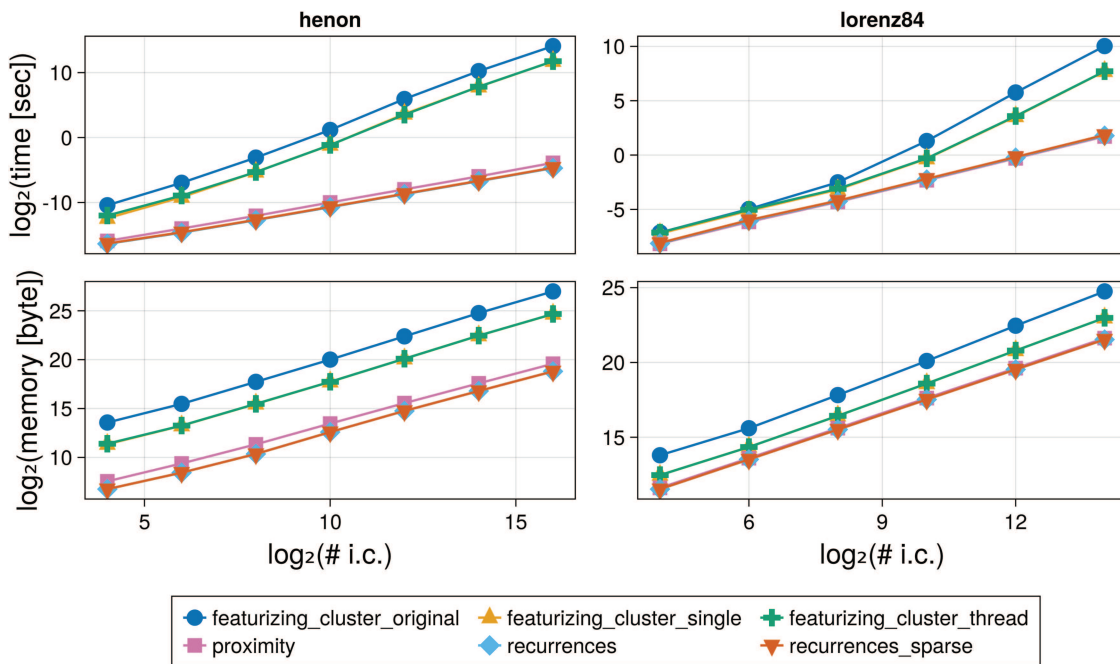 henon
lorenz84
log₂(time [sec])
10
0
-10
10
5
0
-5
log₂(memory [byte])
25
20
15
10
25
20
15
5
10
15
6
9
12
log₂(# i.c.)
log₂(# i.c.)
featurizing_cluster_original
featurizing_cluster_single
featurizing_cluster_thread
proximity
recurrences
recurrences_sparse